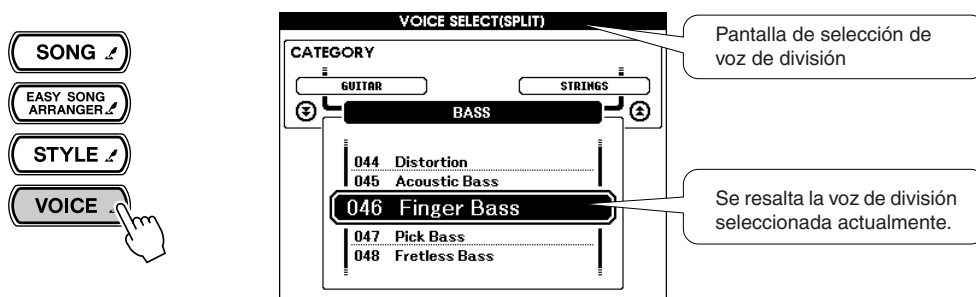 SONG
EASY SONG
ARRANGER
STYLE
VOICE
VOICE SELECT(SPLIT)
CATEGORY
GUITAR
STRINGS
BASS
044 Distortion
045 Acoustic Bass
046 Finger Bass
047 Pick Bass
048 Fretless Bass
Pantalla de selección de
voz de división
Se resalta la voz de división
seleccionada actualmente.